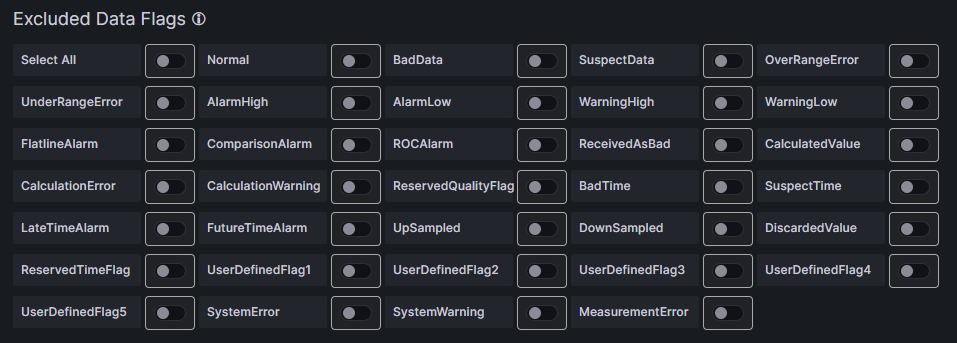 Excluded Data Flags
Select All Normal BadData SuspectData OverRangeError
UnderRangeError AlarmHigh AlarmLow WarningHigh WarningLow
FlatlineAlarm ComparisonAlarm ROCAlarm ReceivedAsBad CalculatedValue
CalculationError CalculationWarning ReservedQualityFlag BadTime SuspectTime
LateTimeAlarm FutureTimeAlarm UpSampled DownSampled DiscardedValue
ReservedTimeFlag UserDefinedFlag1 UserDefinedFlag2 UserDefinedFlag3 UserDefinedFlag4
UserDefinedFlag5 SystemError SystemWarning MeasurementError